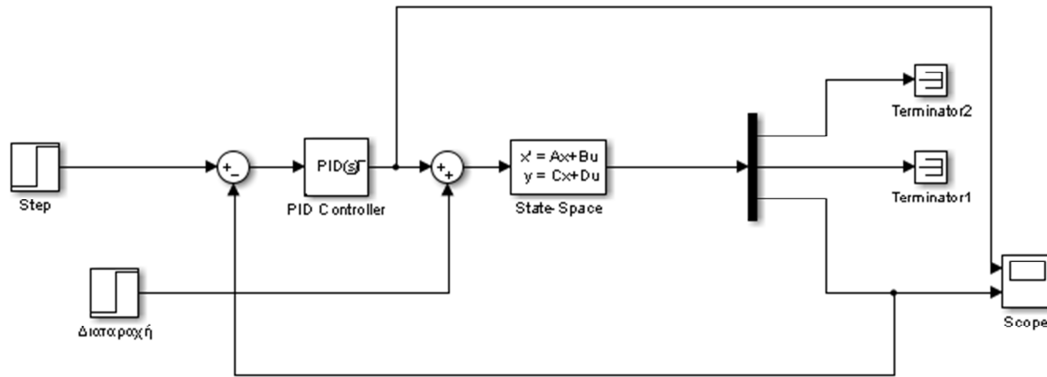 Terminator2
PID(s)
x' = Ax+Bu
y = Cx+Du
Step
PID Controller
State-Space
Terminator1
Διαταραχή
Scope